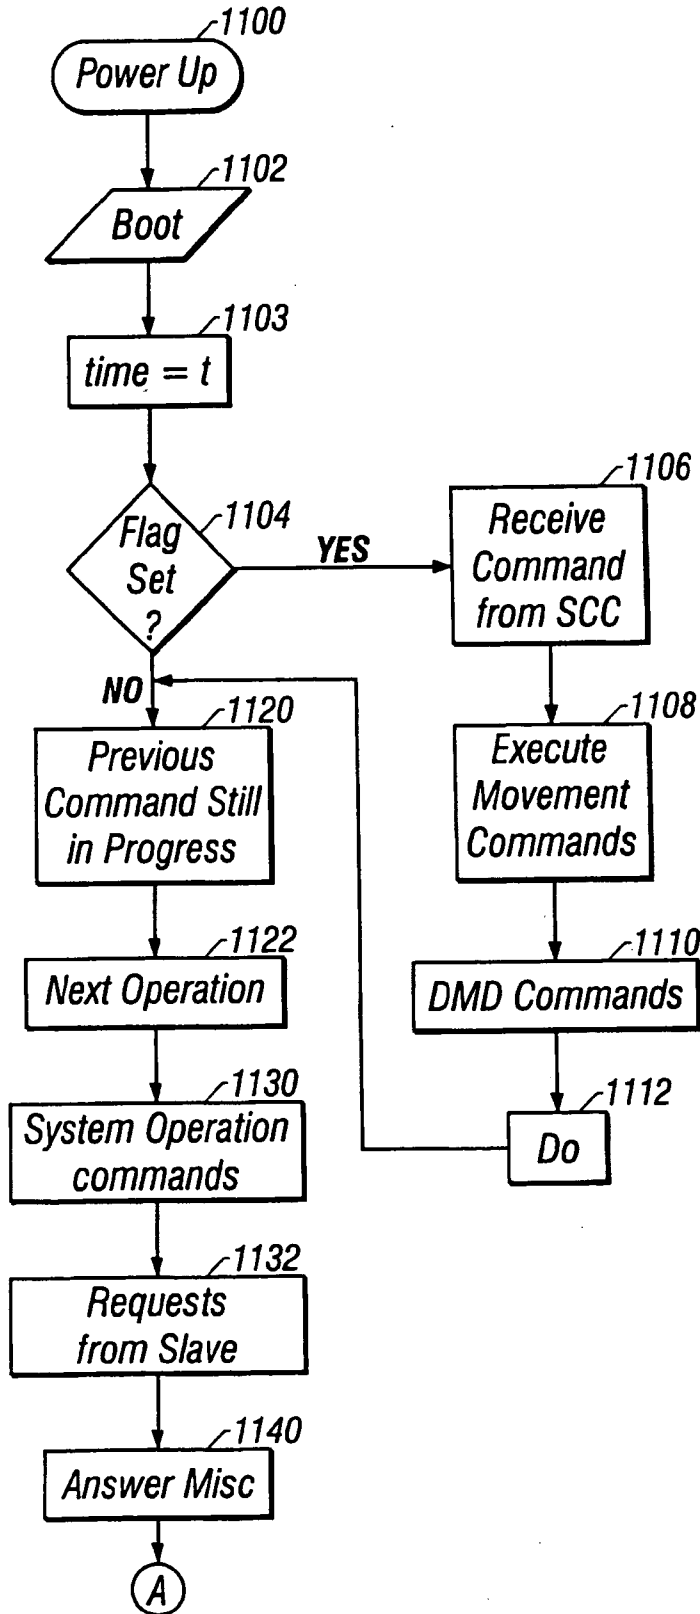 1100
Power Up
1102
Boot
1103
time = t
1104
Flag
Set
?
YES
NO
1106
Receive
Command
from SCC
1108
Execute
Movement
Commands
1110
DMD Commands
1112
Do
1120
Previous
Command Still
in Progress
1122
Next Operation
1130
System Operation
commands
1132
Requests
from Slave
1140
Answer Misc
A